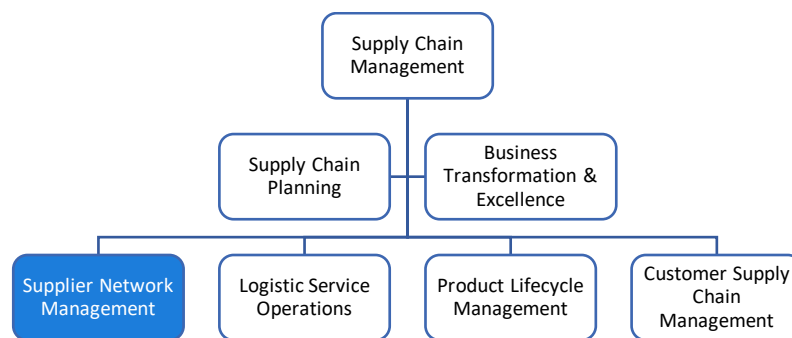 Supply Chain
Management
Supply Chain
Planning
Business
Transformation &
Excellence
Supplier Network
Management
Logistic Service
Operations
Product Lifecycle
Management
Customer Supply
Chain
Management